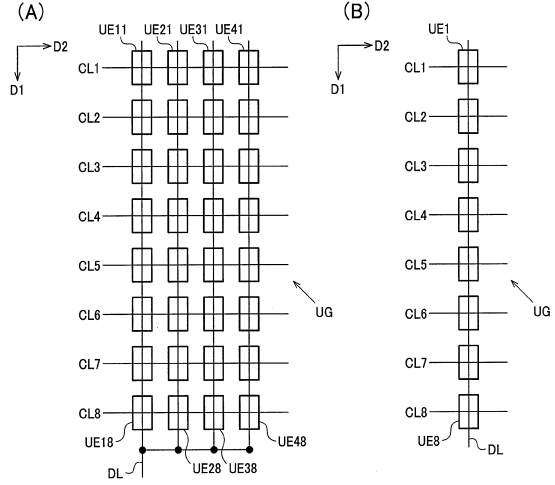 (A)
UE11 UE21 UE31 UE41
D2
D1
CL1
CL2
CL3
CL4
CL5
CL6
CL7
CL8
UG
UE18 UE28 UE38 UE48
DL
(B)
UE1
D2
D1
CL1
CL2
CL3
CL4
CL5
CL6
CL7
CL8
UG
UE8
DL